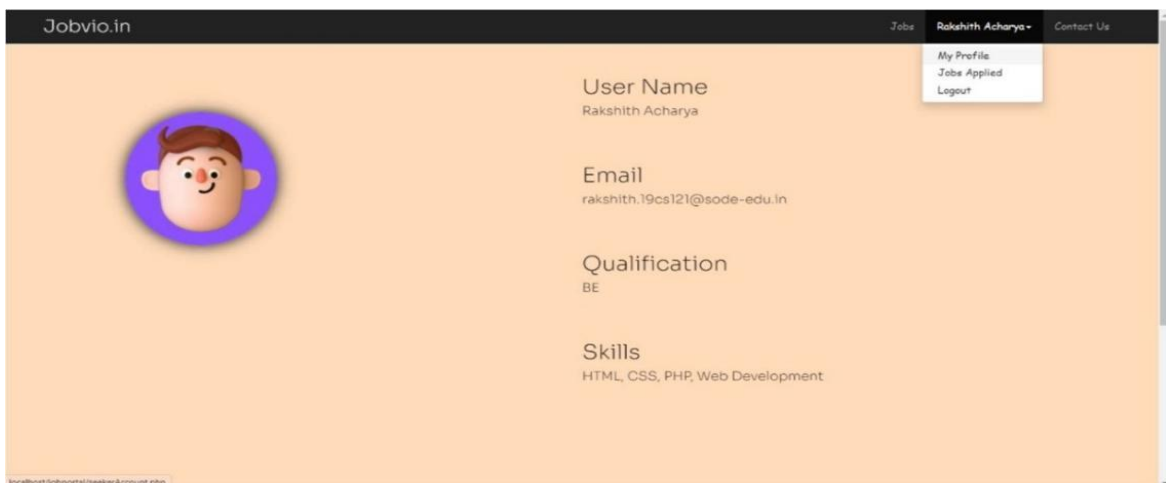 Jobvio.in
Jobs Rakshith Acharya Contact Us
My Profile
Jobs Applied
Logout
User Name
Rakshith Acharya
Email
rakshith.19cs121@sode-edu.in
Qualification
BE
Skills
HTML, CSS, PHP, Web Development